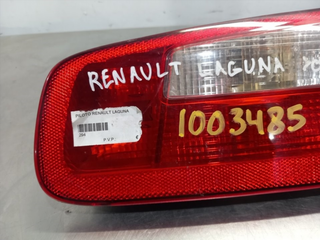 RENAULT LAGUNA
1003485
PILOTO RENAULT LAGUNA
P.V.P.